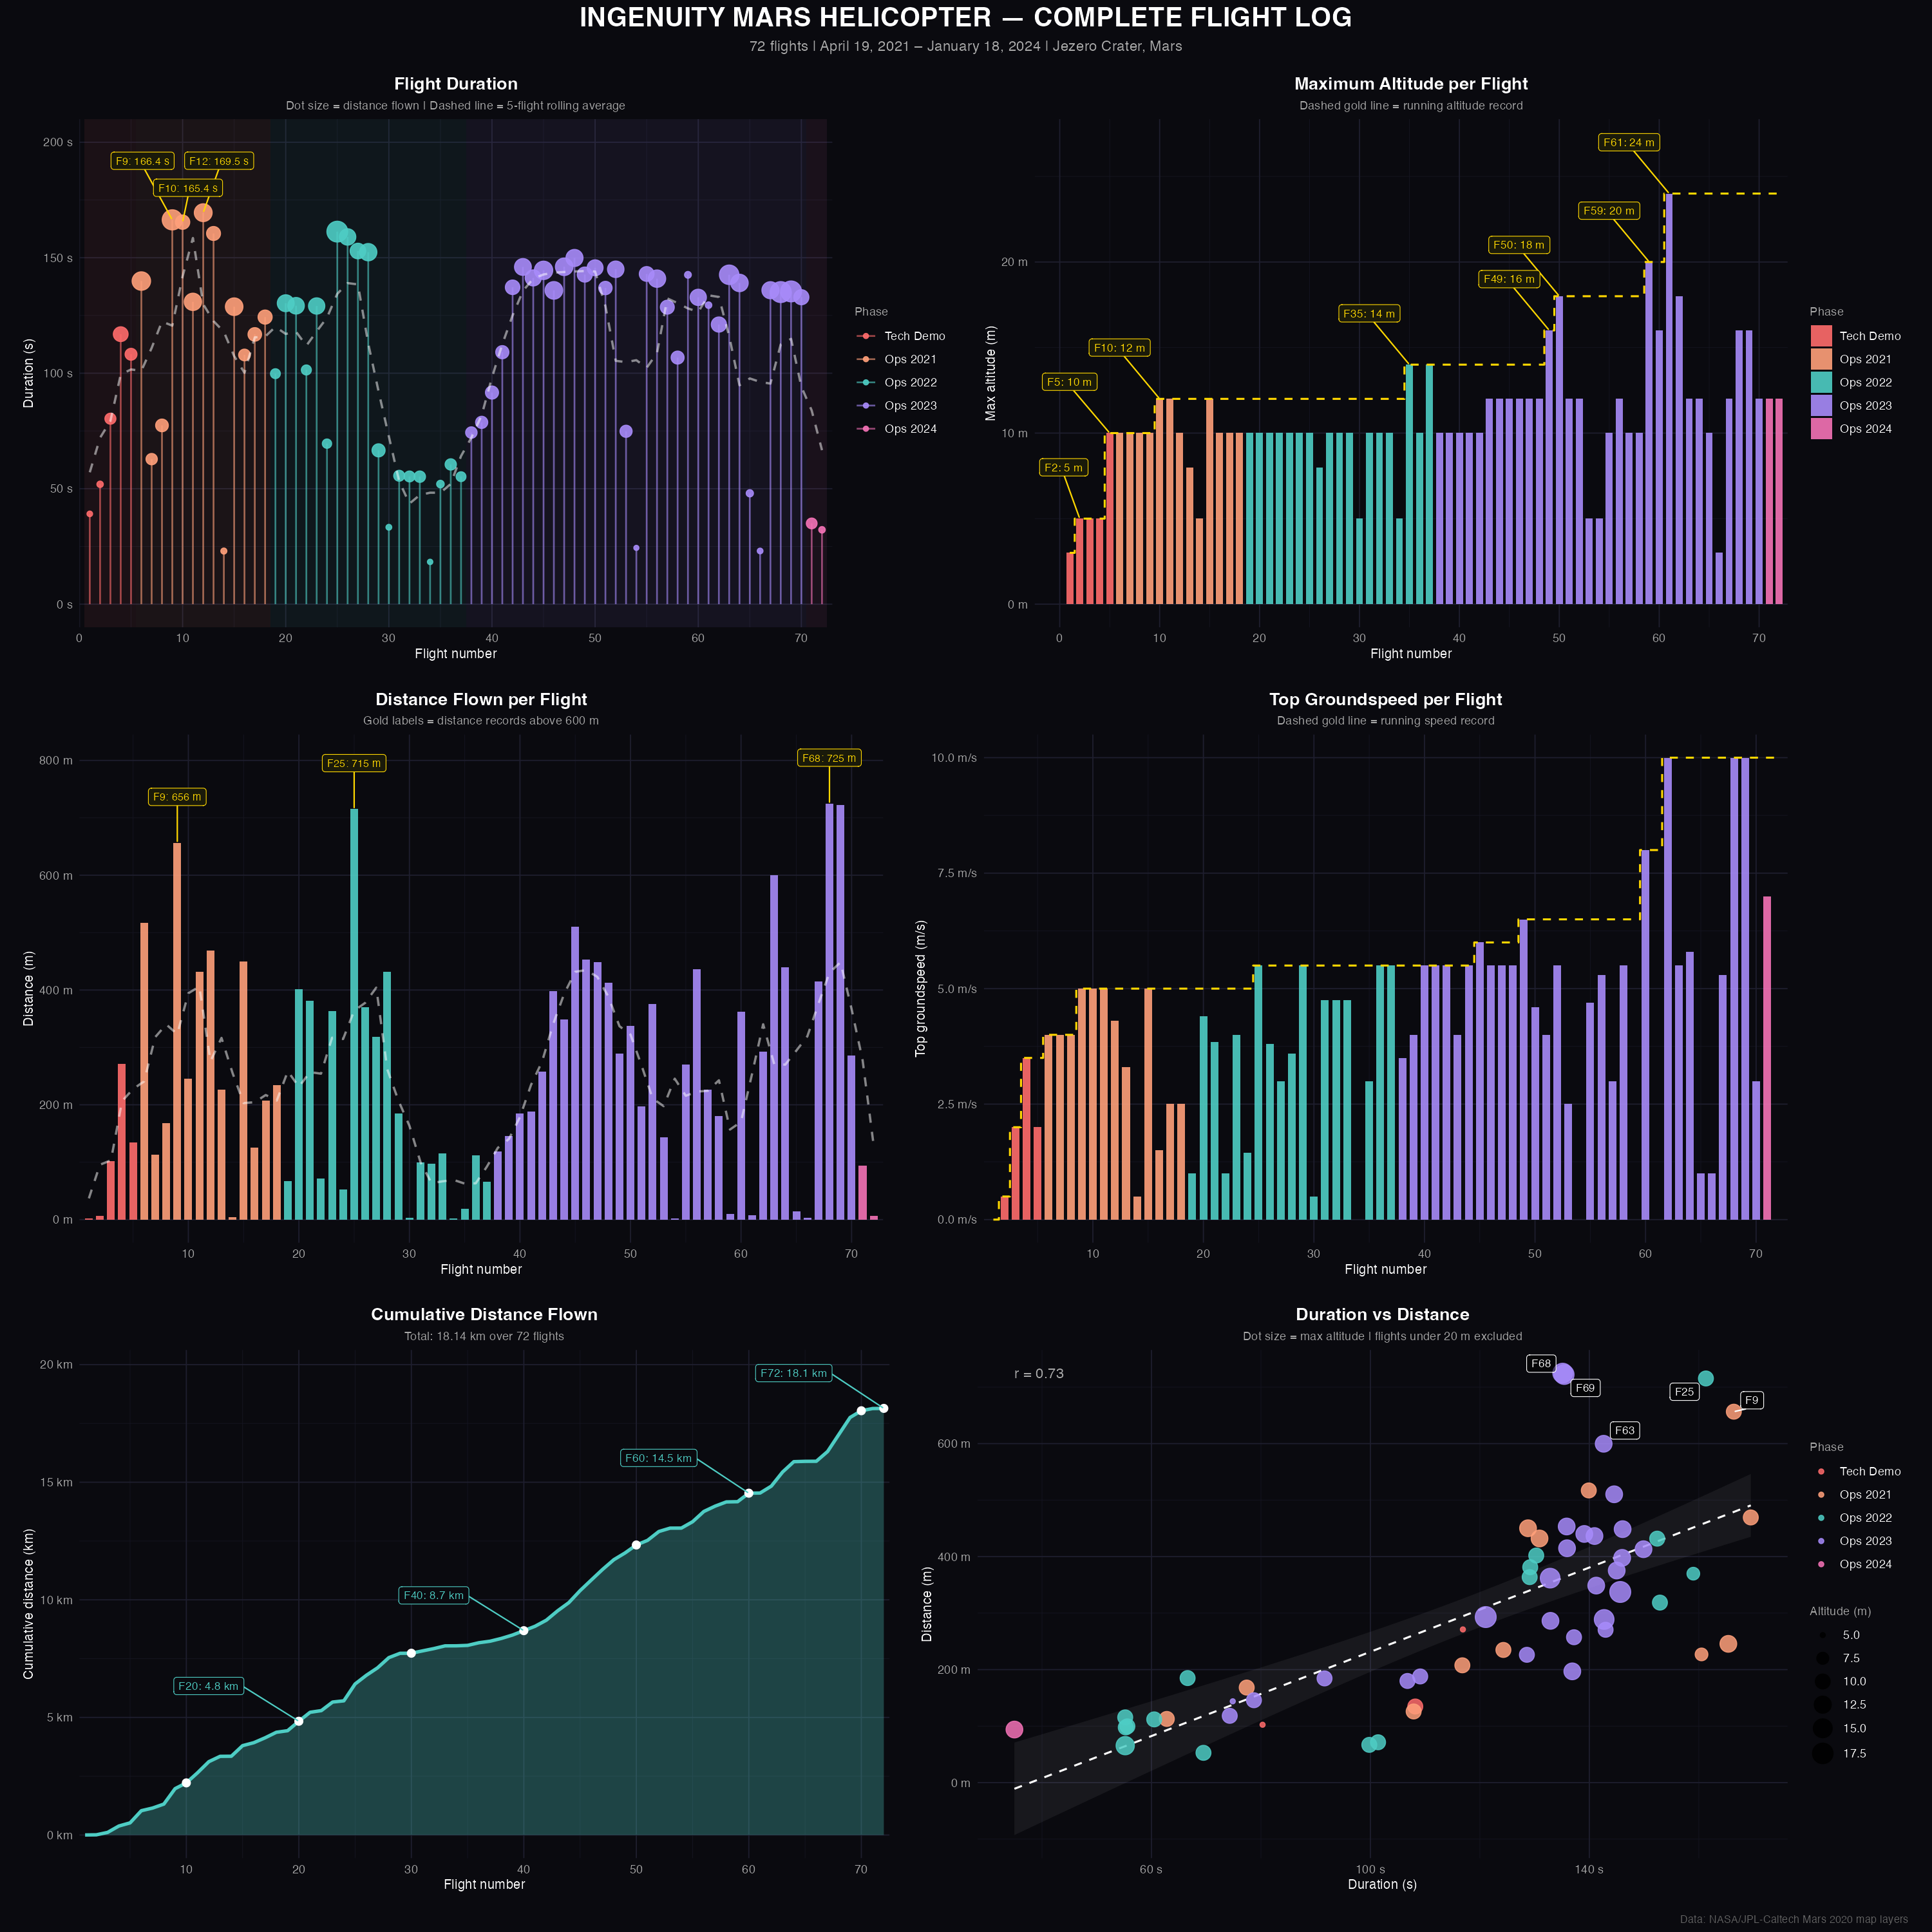 INGENUITY MARS HELICOPTER — COMPLETE FLIGHT LOG
72 flights | April 19, 2021 – January 18, 2024 | Jezero Crater, Mars
Flight Duration
Dot size = distance flown | Dashed line = 5-flight rolling average
200 s
150 s
100 s
50 s
0 s
Duration (s)
F9: 166.4 s
F12: 169.5 s
F10: 165.4 s
0
10
20
30
40
50
60
70
Flight number
Phase
Tech Demo
Ops 2021
Ops 2022
Ops 2023
Ops 2024
Maximum Altitude per Flight
Dashed gold line = running altitude record
20 m
10 m
0 m
Max altitude (m)
F61: 24 m
F59: 20 m
F50: 18 m
F49: 16 m
F35: 14 m
F10: 12 m
F5: 10 m
F2: 5 m
0
10
20
30
40
50
60
70
Flight number
Phase
Tech Demo
Ops 2021
Ops 2022
Ops 2023
Ops 2024
Distance Flown per Flight
Gold labels = distance records above 600 m
800 m
600 m
400 m
200 m
0 m
Distance (m)
F9: 656 m
F25: 715 m
F68: 725 m
10
20
30
40
50
60
70
Flight number
Top Groundspeed per Flight
Dashed gold line = running speed record
10.0 m/s
7.5 m/s
5.0 m/s
2.5 m/s
0.0 m/s
Top groundspeed (m/s)
10
20
30
40
50
60
70
Flight number
Cumulative Distance Flown
Total: 18.14 km over 72 flights
20 km
15 km
10 km
5 km
0 km
Cumulative distance (km)
F72: 18.1 km
F60: 14.5 km
F40: 8.7 km
F20: 4.8 km
10
20
30
40
50
60
70
Flight number
Duration vs Distance
Dot size = max altitude | flights under 20 m excluded
r = 0.73
600 m
400 m
200 m
0 m
Distance (m)
F68
F69
F25
F9
F63
60 s
100 s
140 s
Duration (s)
Phase
Tech Demo
Ops 2021
Ops 2022
Ops 2023
Ops 2024
Altitude (m)
5.0
7.5
10.0
12.5
15.0
17.5
Data: NASA/JPL-Caltech Mars 2020 map layers